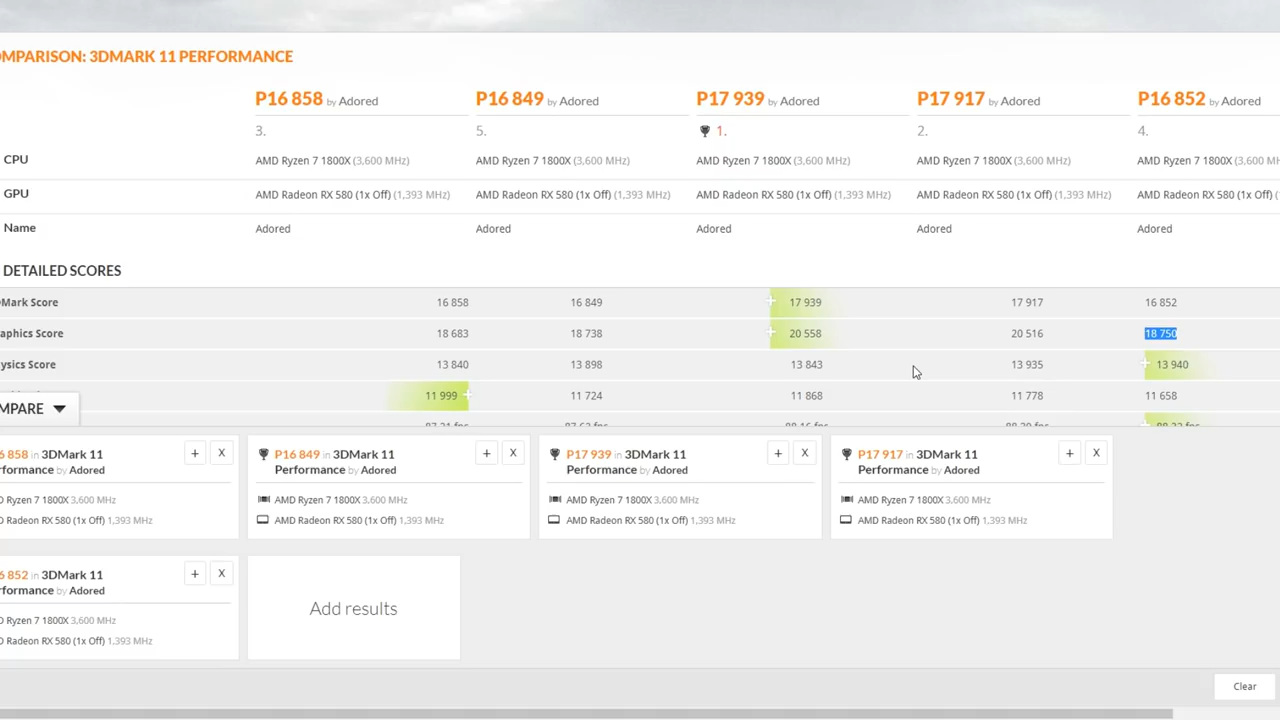 OMPARISON: 3DMARK 11 PERFORMANCE
P16 858 by Adored P16 849 by Adored P17 939 by Adored P17 917 by Adored P16 852 by Adored
3. 5. 1. 2. 4.
CPU AMD Ryzen 7 1800X (3,600 MHz) AMD Ryzen 7 1800X (3,600 MHz) AMD Ryzen 7 1800X (3,600 MHz) AMD Ryzen 7 1800X (3,600 MHz) AMD Ryzen 7 1800X (3,600 MH
GPU AMD Radeon RX 580 (1x Off) (1,393 MHz) AMD Radeon RX 580 (1x Off) (1,393 MHz) AMD Radeon RX 580 (1x Off) (1,393 MHz) AMD Radeon RX 580 (1x Off) (1,393 MHz) AMD Radeon RX 580 (1x Off) (
Name Adored Adored Adored Adored Adored
DETAILED SCORES
Mark Score 16 858 16 849 17 939 17 917 16 852
aphics Score 18 683 18 738 20 558 20 516 18 750
ysics Score 13 840 13 898 13 843 13 935 13 940
11 999 11 724 11 868 11 778 11 658
MPARE
6 858 in 3DMark 11 + X P16 849 in 3DMark 11 + X P17 939 in 3DMark 11 + X P17 917 in 3DMark 11 + X
rformance by Adored Performance by Adored Performance by Adored Performance by Adored
D Ryzen 7 1800X 3,600 MHz AMD Ryzen 7 1800X 3,600 MHz AMD Ryzen 7 1800X 3,600 MHz AMD Ryzen 7 1800X 3,600 MHz
D Radeon RX 580 (1x Off) 1,393 MHz AMD Radeon RX 580 (1x Off) 1,393 MHz AMD Radeon RX 580 (1x Off) 1,393 MHz AMD Radeon RX 580 (1x Off) 1,393 MHz
6 852 in 3DMark 11 + X
rformance by Adored
D Ryzen 7 1800X 3,600 MHz
D Radeon RX 580 (1x Off) 1,393 MHz
Add results
Clear